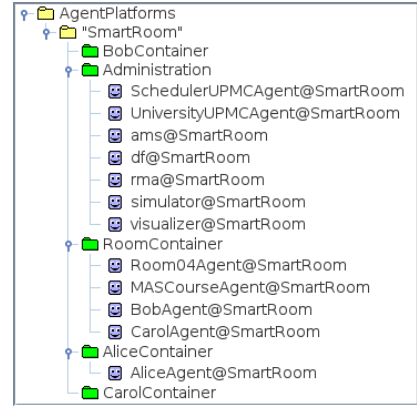 AgentPlatforms
"SmartRoom"
BobContainer
Administration
SchedulerUPMCAgent@SmartRoom
UniversityUPMCAgent@SmartRoom
ams@SmartRoom
df@SmartRoom
rma@SmartRoom
simulator@SmartRoom
visualizer@SmartRoom
RoomContainer
Room04Agent@SmartRoom
MASCourseAgent@SmartRoom
BobAgent@SmartRoom
CarolAgent@SmartRoom
AliceContainer
AliceAgent@SmartRoom
CarolContainer